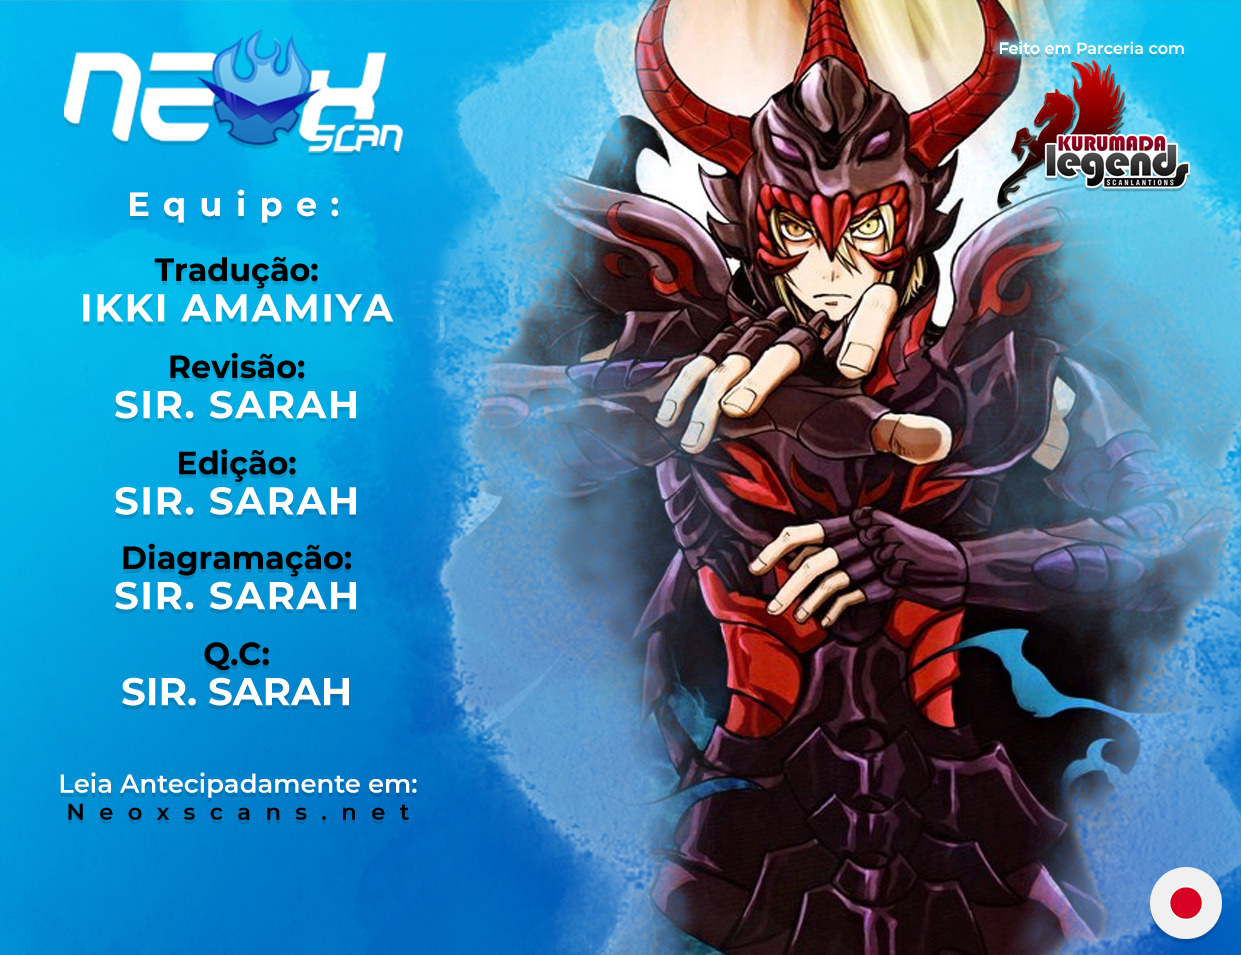 NEOX
SCAN
Feito em Parceria com
KURUMADA
legends
SCANLANTIONS
Equipe:
Tradução:
IKKI AMAMIYA
Revisão:
SIR. SARAH
Edição:
SIR. SARAH
Diagramação:
SIR. SARAH
Q.C:
SIR. SARAH
Leia Antecipadamente em:
Neoxscans.net